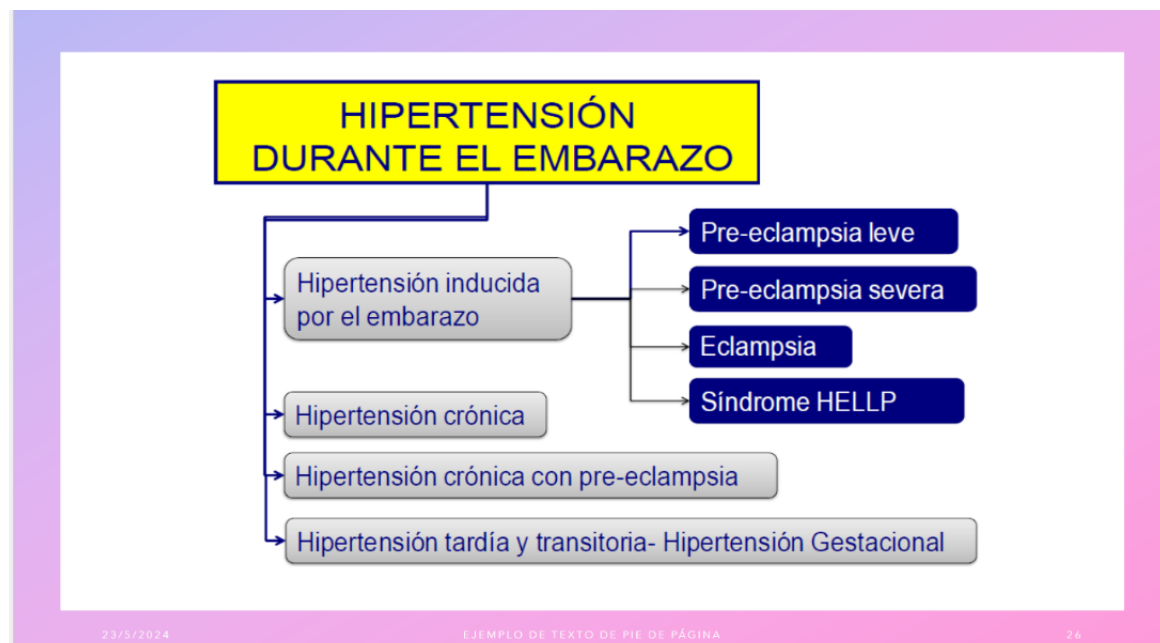 HIPERTENSIÓN
DURANTE EL EMBARAZO
Hipertensión inducida
por el embarazo
Pre-eclampsia leve
Pre-eclampsia severa
Eclampsia
Síndrome HELLP
Hipertensión crónica
Hipertensión crónica con pre-eclampsia
Hipertensión tardía y transitoria- Hipertensión Gestacional
23/5/2024
EJEMPLO DE TEXTO DE PIE DE PÁGINA
26